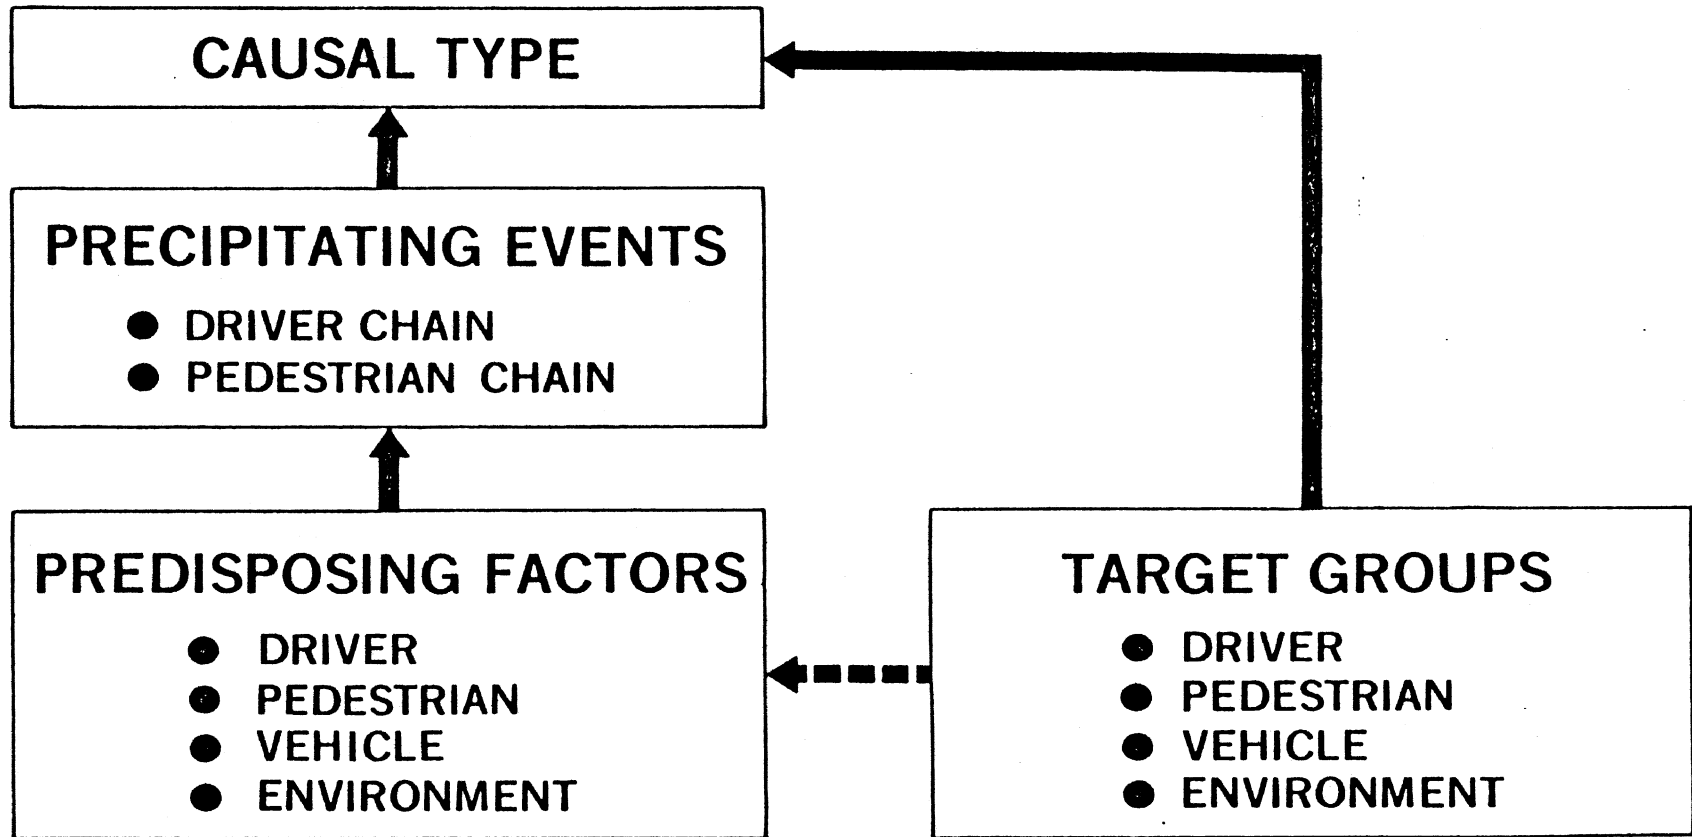 CAUSAL TYPE
PRECIPITATING EVENTS
● DRIVER CHAIN
● PEDESTRIAN CHAIN
PREDISPOSING FACTORS
● DRIVER
● PEDESTRIAN
● VEHICLE
● ENVIRONMENT
TARGET GROUPS
● DRIVER
● PEDESTRIAN
● VEHICLE
● ENVIRONMENT